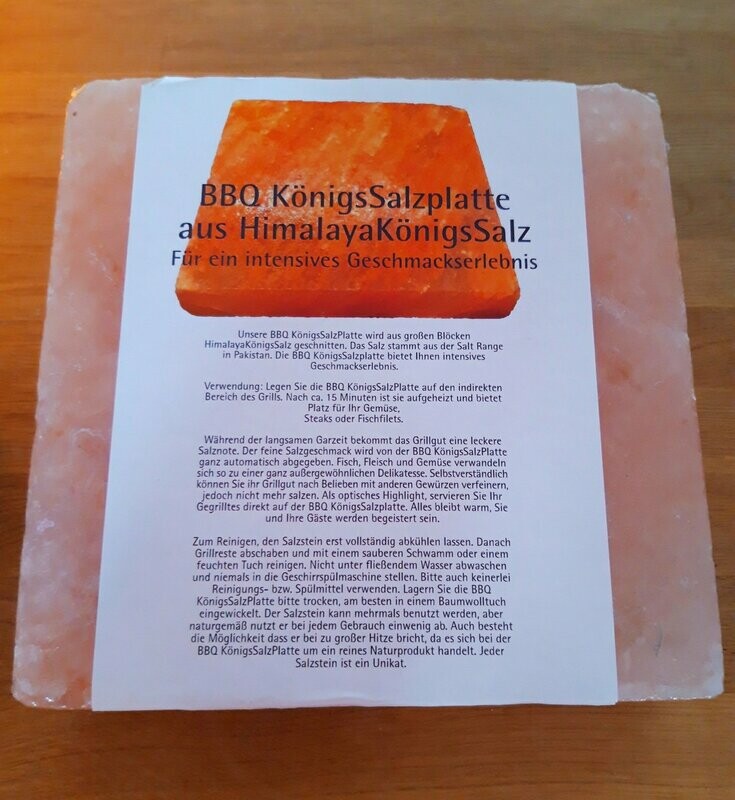 BBQ KönigsSalzplatte
aus HimalayaKönigsSalz
Für ein intensives Geschmackserlebnis
Unsere BBQ KönigsSalzPlatte wird aus großen Blöcken
HimalayaKönigsSalz geschnitten. Das Salz stammt aus der Salt Range
in Pakistan. Die BBQ KönigsSalzplatte bietet Ihnen intensives
Geschmackserlebnis.
Verwendung: Legen Sie die BBQ KönigsSalzPlatte auf den indirekten
Bereich des Grills. Nach ca. 15 Minuten ist sie aufgeheizt und bietet
Platz für Ihr Gemüse,
Steaks oder Fischfilets.
Während der langsamen Garzeit bekommt das Grillgut eine leckere
Salznote. Der feine Salzgeschmack wird von der BBQ KönigsSalzPlatte
ganz automatisch abgegeben. Fisch, Fleisch und Gemüse verwandeln
sich so zu einer ganz außergewöhnlichen Delikatesse. Selbstverständlich
können Sie ihr Grillgut nach Belieben mit anderen Gewürzen verfeinern,
jedoch nicht mehr salzen. Als optisches Highlight, servieren Sie Ihr
Gegrilltes direkt auf der BBQ KönigsSalzPlatte. Alles bleibt warm, Sie
und Ihre Gäste werden begeistert sein.
Zum Reinigen, den Salzstein erst vollständig abkühlen lassen. Danach
Grillreste abschaben und mit einem sauberen Schwamm oder einem
feuchten Tuch reinigen. Nicht unter fließendem Wasser abwaschen
und niemals in die Geschirrspülmaschine stellen. Bitte auch keinerlei
Reinigungs- bzw. Spülmittel verwenden. Lagern Sie die BBQ
KönigsSalzPlatte bitte trocken, am besten in einem Baumwolltuch
eingewickelt. Der Salzstein kann mehrmals benutzt werden, aber
naturgemäß nutzt er bei jedem Gebrauch einwenig ab. Auch besteht
die Möglichkeit dass er bei zu großer Hitze bricht, da es sich bei der
BBQ KönigsSalzPlatte um ein reines Naturprodukt handelt. Jeder
Salzstein ist ein Unikat.